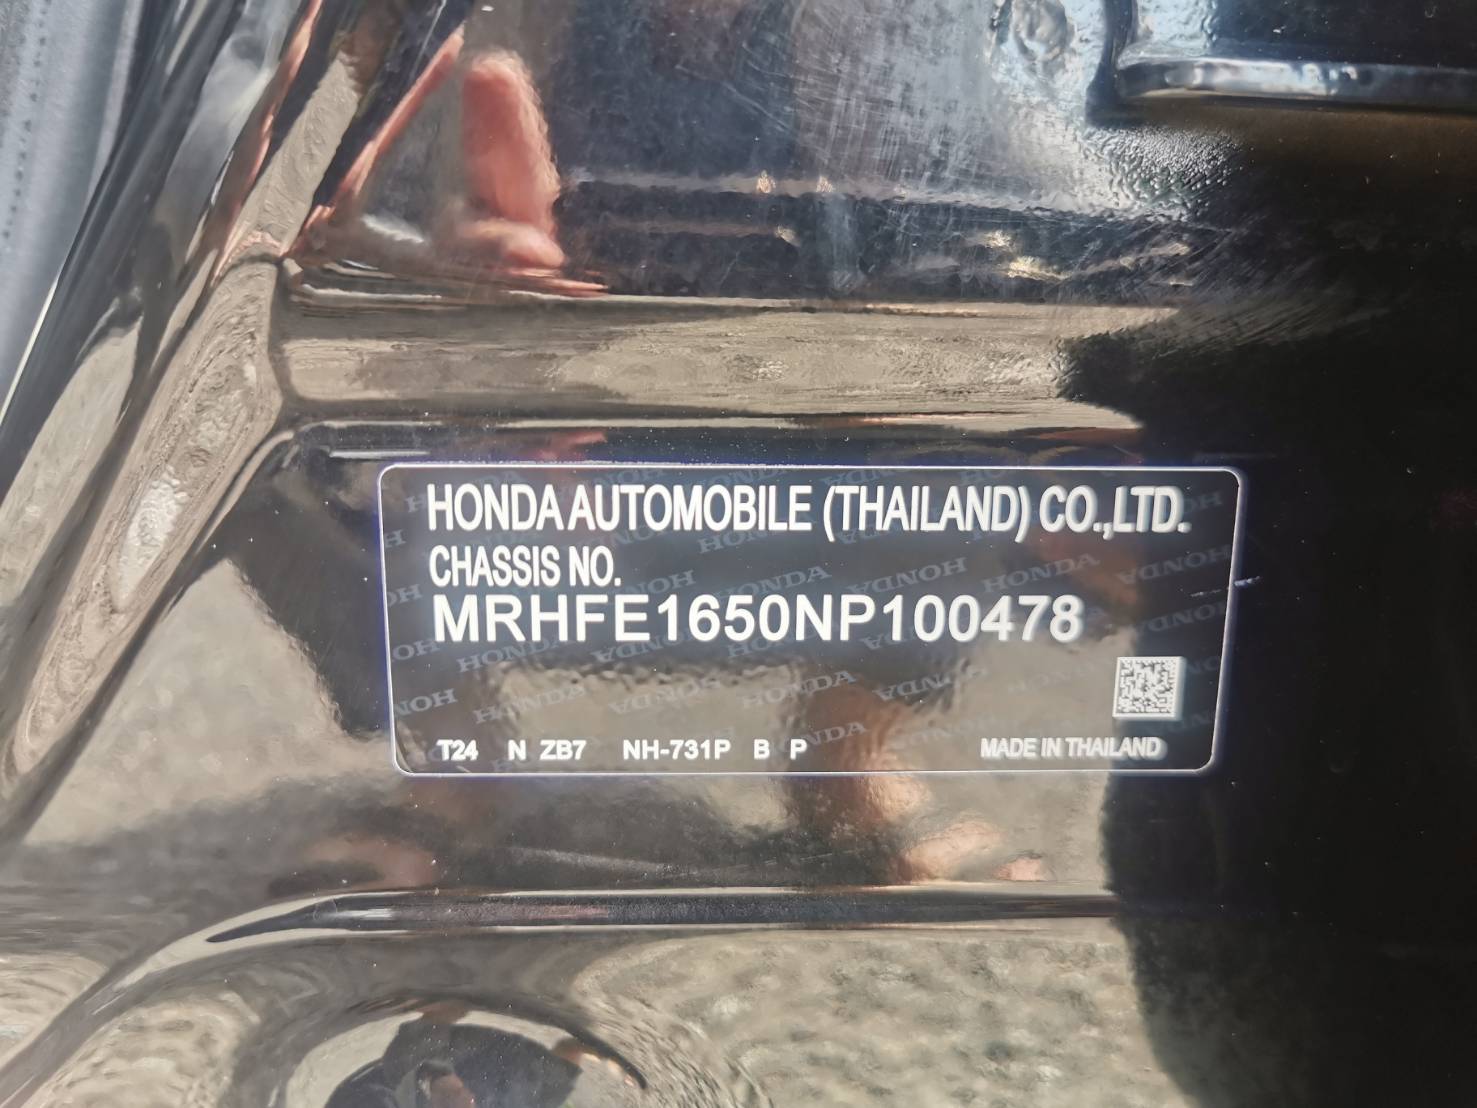 HONDA AUTOMOBILE (THAILAND) CO.,LTD.
CHASSIS NO.
MRHFE1650NP100478
T24 N ZB7 NH-731P B P MADE IN THAILAND